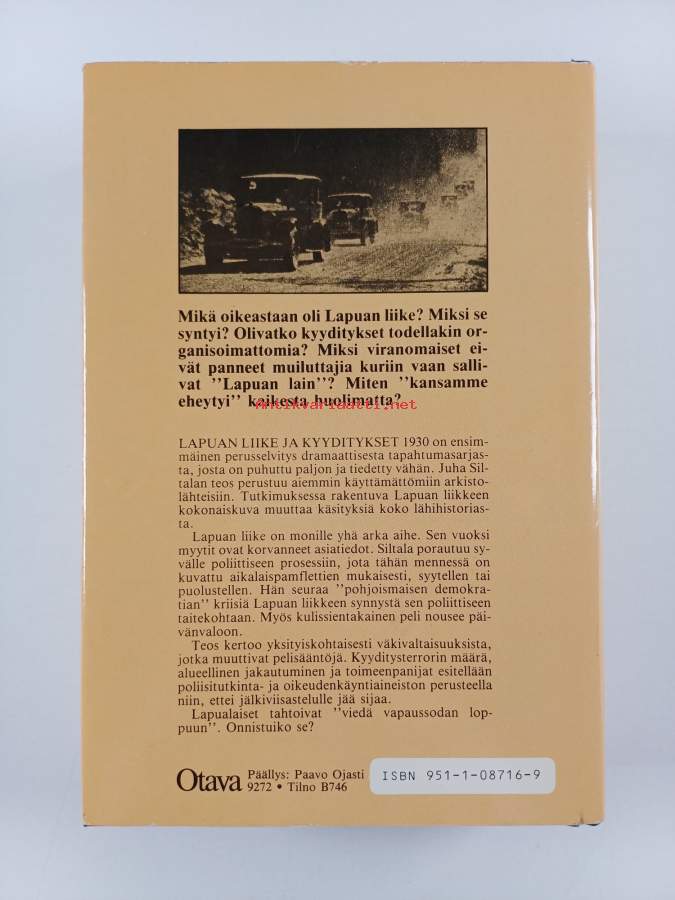 Mikä oikeastaan oli Lapuan liike? Miksi se
syntyi? Olivatko kyyditykset todellakin or-
ganisoimattomia? Miksi viranomaiset ei-
vät panneet muiluttajia kuriin vaan salli-
vat ''Lapuan lain''? Miten ''kansamme
eheytyi'' kaikesta huolimatta?
Antikvariaatti.net
LAPUAN LIIKE JA KYYDITYKSET 1930 on ensim-
mäinen perusselvitys dramaattisesta tapahtumasarjas-
ta, josta on puhuttu paljon ja tiedetty vähän. Juha Sil-
talan teos perustuu aiemmin käyttämättömiin arkisto-
lähteisiin. Tutkimuksessa rakentuva Lapuan liikkeen
kokonaiskuva muuttaa käsityksiä koko lähihistorias-
ta.
Lapuan liike on monille yhä arka aihe. Sen vuoksi
myytit ovat korvanneet asiatiedot. Siltala porautuu sy-
välle poliittiseen prosessiin, jota tähän mennessä on
kuvattu aikalaispamflettien mukaisesti, syytellen tai
puolustellen. Hän seuraa ''pohjoismaisen demokra-
tian'' kriisiä Lapuan liikkeen synnystä sen poliittiseen
taitekohtaan. Myös kulissientakainen peli nousee päi-
vänvaloon.
Teos kertoo yksityiskohtaisesti väkivaltaisuuksista,
jotka muuttivat pelisääntöjä. Kyyditysterrorin määrä,
alueellinen jakautuminen ja toimeenpanijat esitellään
poliisitutkinta- ja oikeudenkäyntiaineiston perusteella
niin, ettei jälkiviisastelulle jää sijaa.
Lapualaiset tahtoivat ''viedä vapaussodan lop-
puun''. Onnistuiko se?
Otava
Päällys: Paavo Ojasti
9272 • Tilno B746
ISBN 951-1-08716-9